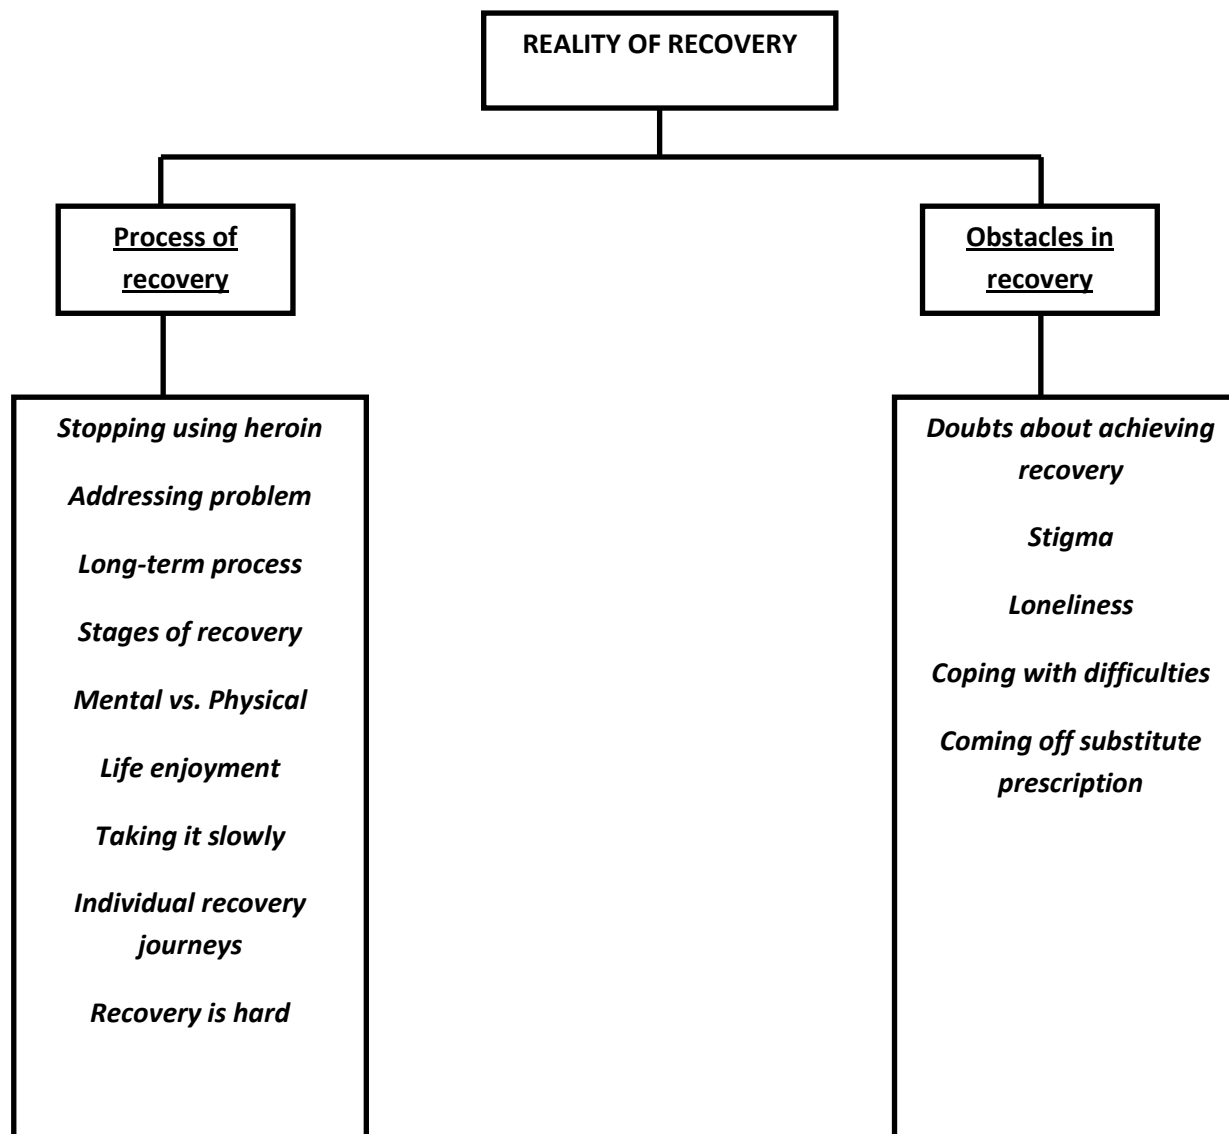 REALITY OF RECOVERY
Process of
recovery
Obstacles in
recovery
Stopping using heroin
Addressing problem
Long-term process
Stages of recovery
Mental vs. Physical
Life enjoyment
Taking it slowly
Individual recovery
journeys
Recovery is hard
Doubts about achieving
recovery
Stigma
Loneliness
Coping with difficulties
Coming off substitute
prescription